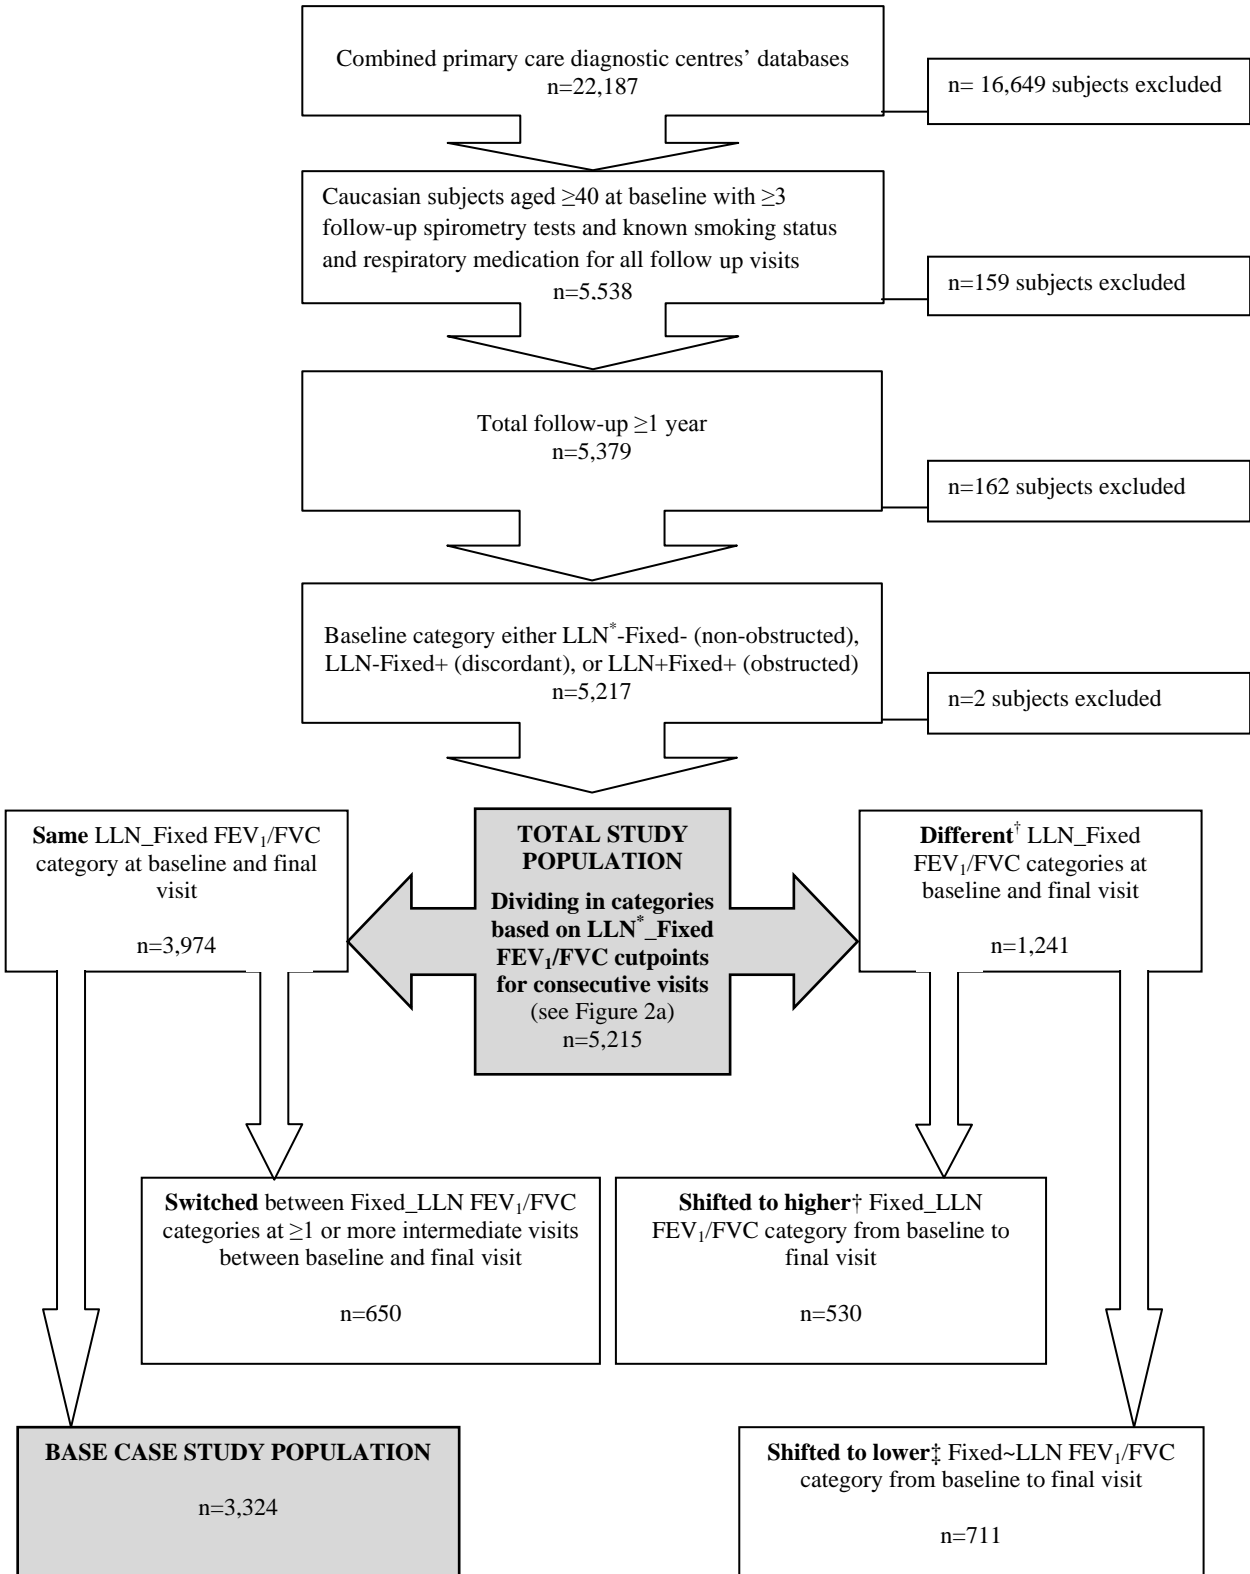 Combined primary care diagnostic centres’ databases
n=22,187
n= 16,649 subjects excluded
Caucasian subjects aged ≥40 at baseline with ≥3
follow-up spirometry tests and known smoking status
and respiratory medication for all follow up visits
n=5,538
n=159 subjects excluded
Total follow-up ≥1 year
n=5,379
n=162 subjects excluded
Baseline category either LLN*-Fixed- (non-obstructed),
LLN-Fixed+ (discordant), or LLN+Fixed+ (obstructed)
n=5,217
n=2 subjects excluded
Same LLN_Fixed FEV₁/FVC
category at baseline and final
visit
n=3,974
TOTAL STUDY
POPULATION
Dividing in categories
based on LLN*_Fixed
FEV₁/FVC cutpoints
for consecutive visits
(see Figure 2a)
n=5,215
Different† LLN_Fixed
FEV₁/FVC categories at
baseline and final visit
n=1,241
Switched between Fixed_LLN FEV₁/FVC
categories at ≥1 or more intermediate visits
between baseline and final visit
n=650
Shifted to higher† Fixed_LLN
FEV₁/FVC category from baseline to
final visit
n=530
BASE CASE STUDY POPULATION
n=3,324
Shifted to lower‡ Fixed~LLN FEV₁/FVC
category from baseline to final visit
n=711